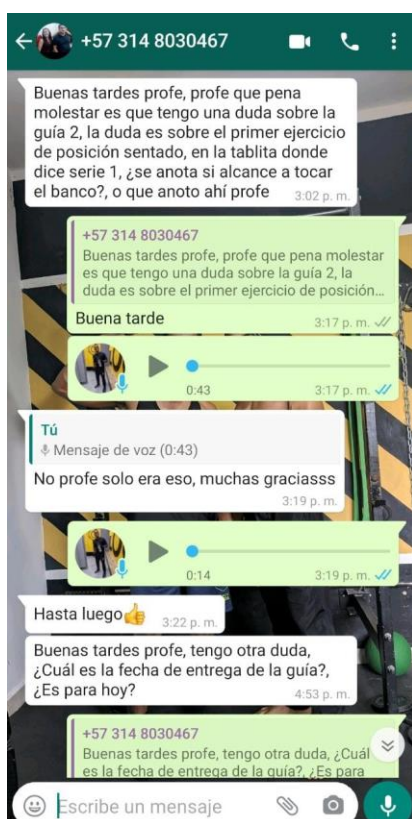 +57 314 8030467
Buenas tardes profe, profe que pena
molestar es que tengo una duda sobre la
guía 2, la duda es sobre el primer ejercicio
de posición sentado, en la tablita donde
dice serie 1, ¿se anota si alcance a tocar
el banco?, o que anoto ahí profe
3:02 p. m.
+57 314 8030467
Buenas tardes profe, profe que pena molestar
es que tengo una duda sobre la guía 2, la
duda es sobre el primer ejercicio de posición...
Buena tarde
3:17 p. m.
0:43
3:17 p. m.
Tú
Mensaje de voz (0:43)
No profe solo era eso, muchas graciasss
3:19 p. m.
0:14
3:19 p. m.
Hasta luego👍
3:22 p. m.
Buenas tardes profe, tengo otra duda,
¿Cuál es la fecha de entrega de la guía?,
¿Es para hoy?
4:53 p. m.
+57 314 8030467
Buenas tardes profe, tengo otra duda, ¿Cuál
es la fecha de entrega de la guía?, ¿Es para
Escribe un mensaje